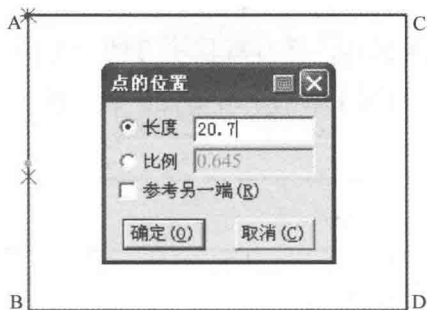 A
C
点的位置
长度 20.7
比例 0.645
参考另一端(R)
确定(O) 取消(C)
B
D